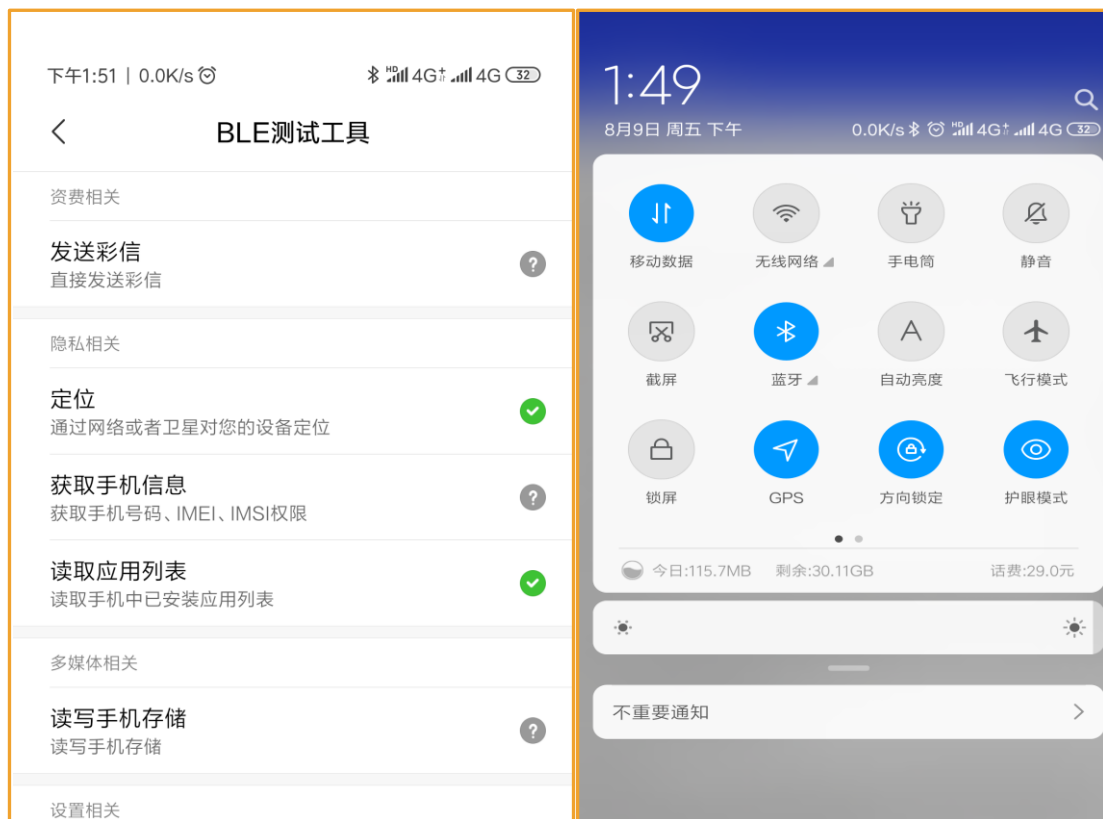 下午1:51 | 0.0K/s
HD 4G 4G 32
BLE测试工具
资费相关
发送彩信
直接发送彩信
隐私相关
定位
通过网络或者卫星对您的设备定位
获取手机信息
获取手机号码、IMEI、IMSI权限
读取应用列表
读取手机中已安装应用列表
多媒体相关
读写手机存储
读写手机存储
设置相关
1:49
8月9日 周五 下午
0.0K/s HD 4G 4G 32
移动数据 无线网络 手电筒 静音
截屏 蓝牙 自动亮度 飞行模式
锁屏 GPS 方向锁定 护眼模式
今日:115.7MB 剩余:30.11GB 话费:29.0元
不重要通知